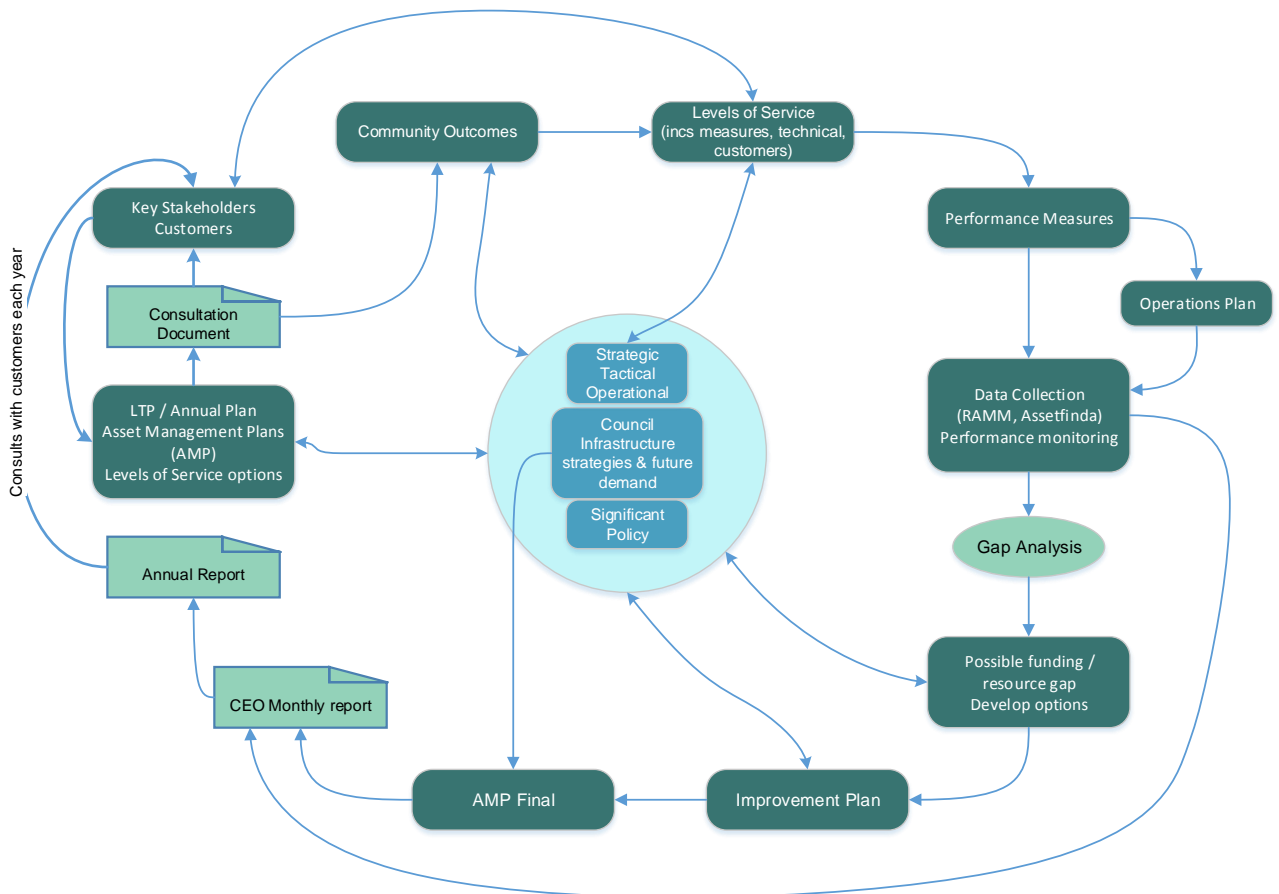 Community Outcomes
Levels of Service
(incs measures, technical,
customers)
Key Stakeholders
Customers
Performance Measures
Consultation
Document
Operations Plan
Strategic
Tactical
Operational
LTP / Annual Plan
Asset Management Plans
(AMP)
Levels of Service options
Council
Infrastructure
strategies & future
demand
Data Collection
(RAMM, Assetfinda)
Performance monitoring
Consults with customers each year
Significant
Policy
Gap Analysis
Annual Report
Possible funding /
resource gap
Develop options
CEO Monthly report
AMP Final
Improvement Plan